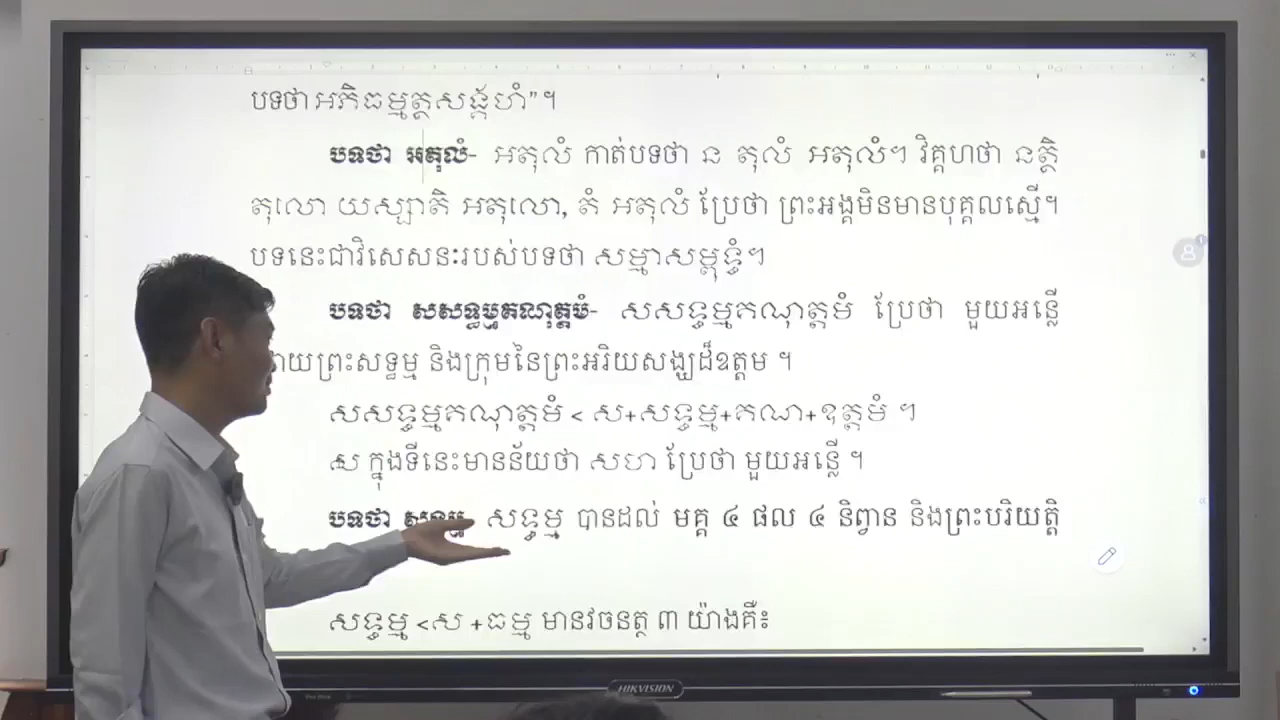 បទថា អភិធម្មត្ថសង្គហំ” ។
បទថា អតុលំ- អតុលំ កាត់បទថា ន តុលំ អតុលំ។ វិគ្គហថា នត្ថិ
តុលោ យស្សាតិ អតុលោ, តំ អតុលំ ប្រែថា ព្រះអង្គមិនមានបុគ្គលស្មើ។
បទនេះជាវិសេសនៈរបស់បទថា សម្មាសម្ពុទ្ធំ។
បទថា សសទ្ធម្មគណុត្តមំ- សសទ្ធម្មគណុត្តមំ ប្រែថា មួយអន្លើ
ព្រះសទ្ធម្ម និងក្រុមនៃព្រះអរិយសង្ឃដ៏ឧត្តម ។
សសទ្ធម្មគណុត្តមំ < ស+សទ្ធម្ម+គណ+ឧត្តមំ ។
ស ក្នុងទីនេះមានន័យថា សហ ប្រែថា មួយអន្លើ ។
បទថា សទ្ធម្ម សទ្ធម្ម បានដល់ មគ្គ ៤ ផល ៤ និព្វាន និងព្រះបរិយត្តិ
សទ្ធម្ម <ស +ធម្ម មានវចនត្ថ ៣ យ៉ាងគឺ៖
HIKVISION